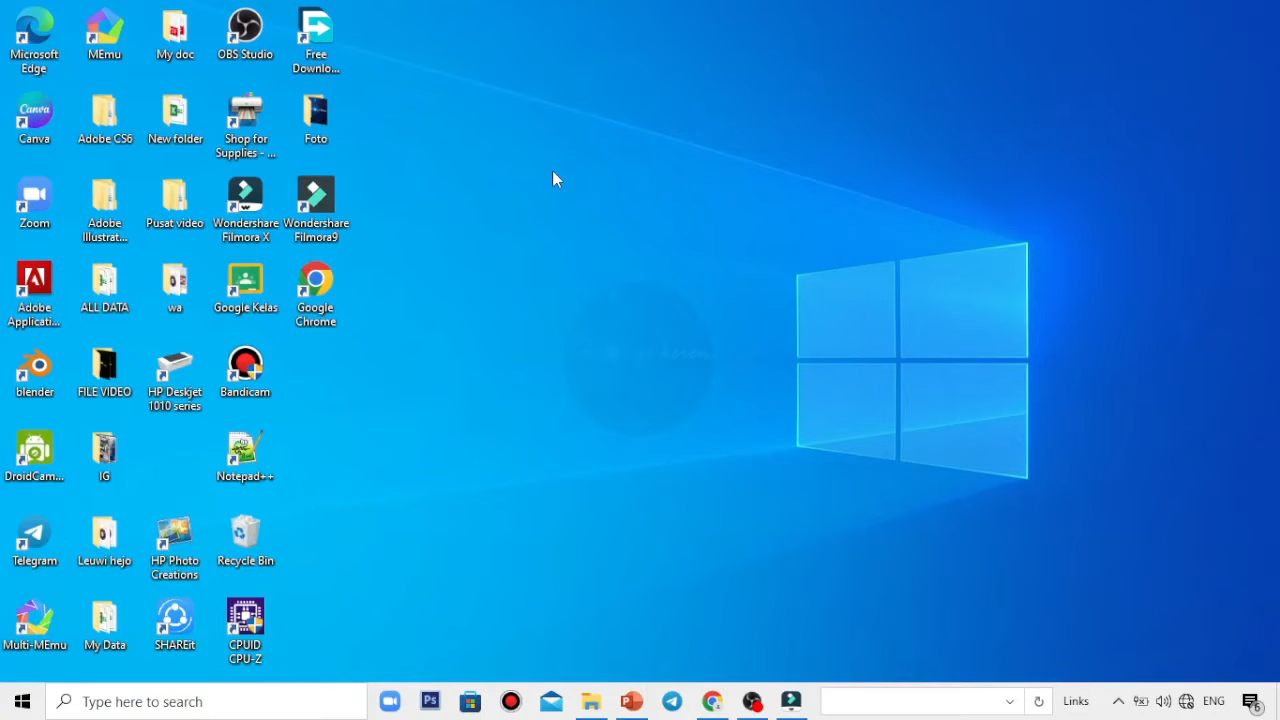 Microsoft
Edge
MEmu
My doc
OBS Studio
Free
Downlo...
Canva
Adobe CS6
New folder
Shop for
Supplies - ...
Foto
Zoom
Adobe
Illustrat...
Pusat video
Wondershare
Filmora X
Wondershare
Filmora9
Adobe
Applicati...
ALL DATA
wa
Google Kelas
Google
Chrome
blender
FILE VIDEO
HP Deskjet
1010 series
Bandicam
DroidCam...
IG
Notepad++
Telegram
Leuwi hejo
HP Photo
Creations
Recycle Bin
Multi-MEmu
My Data
SHAREit
CPUID
CPU-Z
Type here to search
Ps
Links
ENG
6